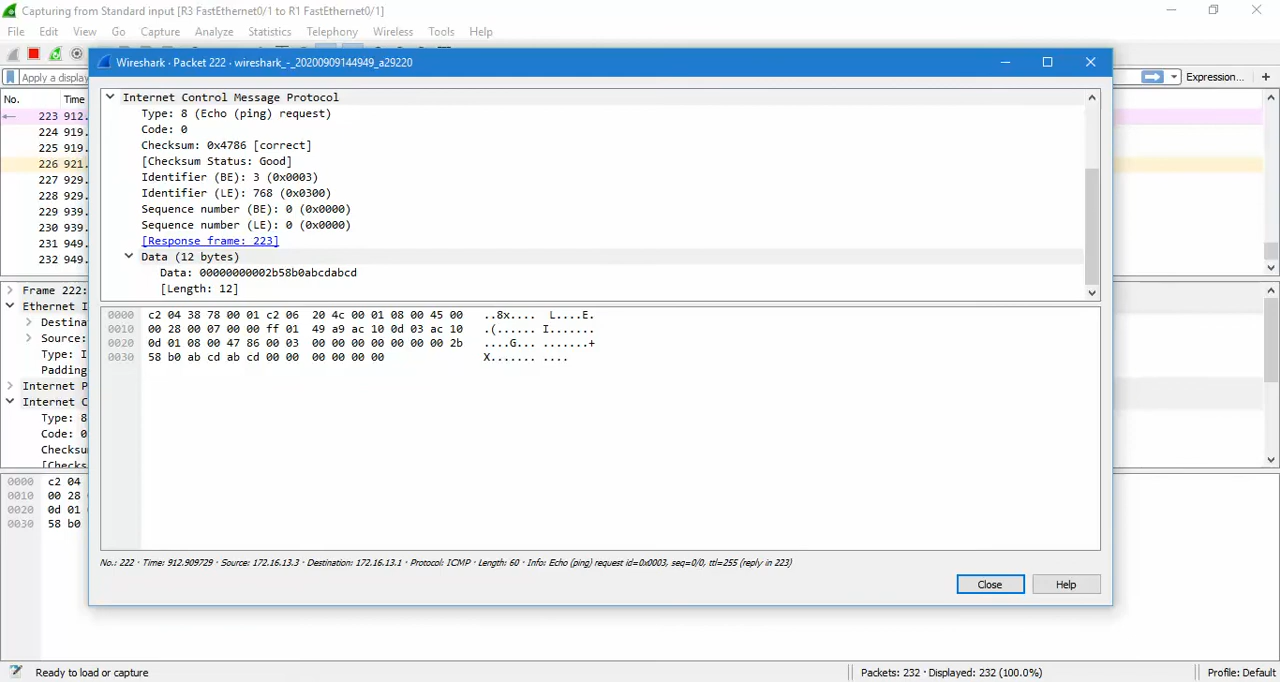 Capturing from Standard input [R3 FastEthernet0/1 to R1 FastEthernet0/1]
File Edit View Go Capture Analyze Statistics Telephony Wireless Tools Help
Wireshark · Packet 222 · wireshark_-_20200909144949_a29220
Apply a displa
Expression... +
No. Time
223 912.
224 919.
225 919.
226 921.
227 929.
228 929.
229 939.
230 939.
231 949.
232 949.
Internet Control Message Protocol
Type: 8 (Echo (ping) request)
Code: 0
Checksum: 0x4786 [correct]
[Checksum Status: Good]
Identifier (BE): 3 (0x0003)
Identifier (LE): 768 (0x0300)
Sequence number (BE): 0 (0x0000)
Sequence number (LE): 0 (0x0000)
[Response frame: 223]
Data (12 bytes)
Data: 00000000002b58b0abcdabcd
[Length: 12]
0000 c2 04 38 78 00 01 c2 06 20 4c 00 01 08 00 45 00 ..8x.... L....E.
0010 00 28 00 07 00 00 ff 01 49 a9 ac 10 0d 03 ac 10 .(...... I.......
0020 0d 01 08 00 47 86 00 03 00 00 00 00 00 00 00 2b ....G... .......+
0030 58 b0 ab cd ab cd 00 00 00 00 00 00 X....... ....
Frame 222:
Ethernet I
Destina
Source:
Type: I
Padding
Internet P
Internet C
Type: 8
Code: 0
Checksu
[Checks
0000 c2 04
0010 00 28
0020 0d 01
0030 58 b0
No.: 222 · Time: 912.909729 · Source: 172.16.13.3 · Destination: 172.16.13.1 · Protocol: ICMP · Length: 60 · Info: Echo (ping) request id=0x0003, seq=0/0, ttl=255 (reply in 223)
Close Help
Ready to load or capture
Packets: 232 · Displayed: 232 (100.0%)
Profile: Default